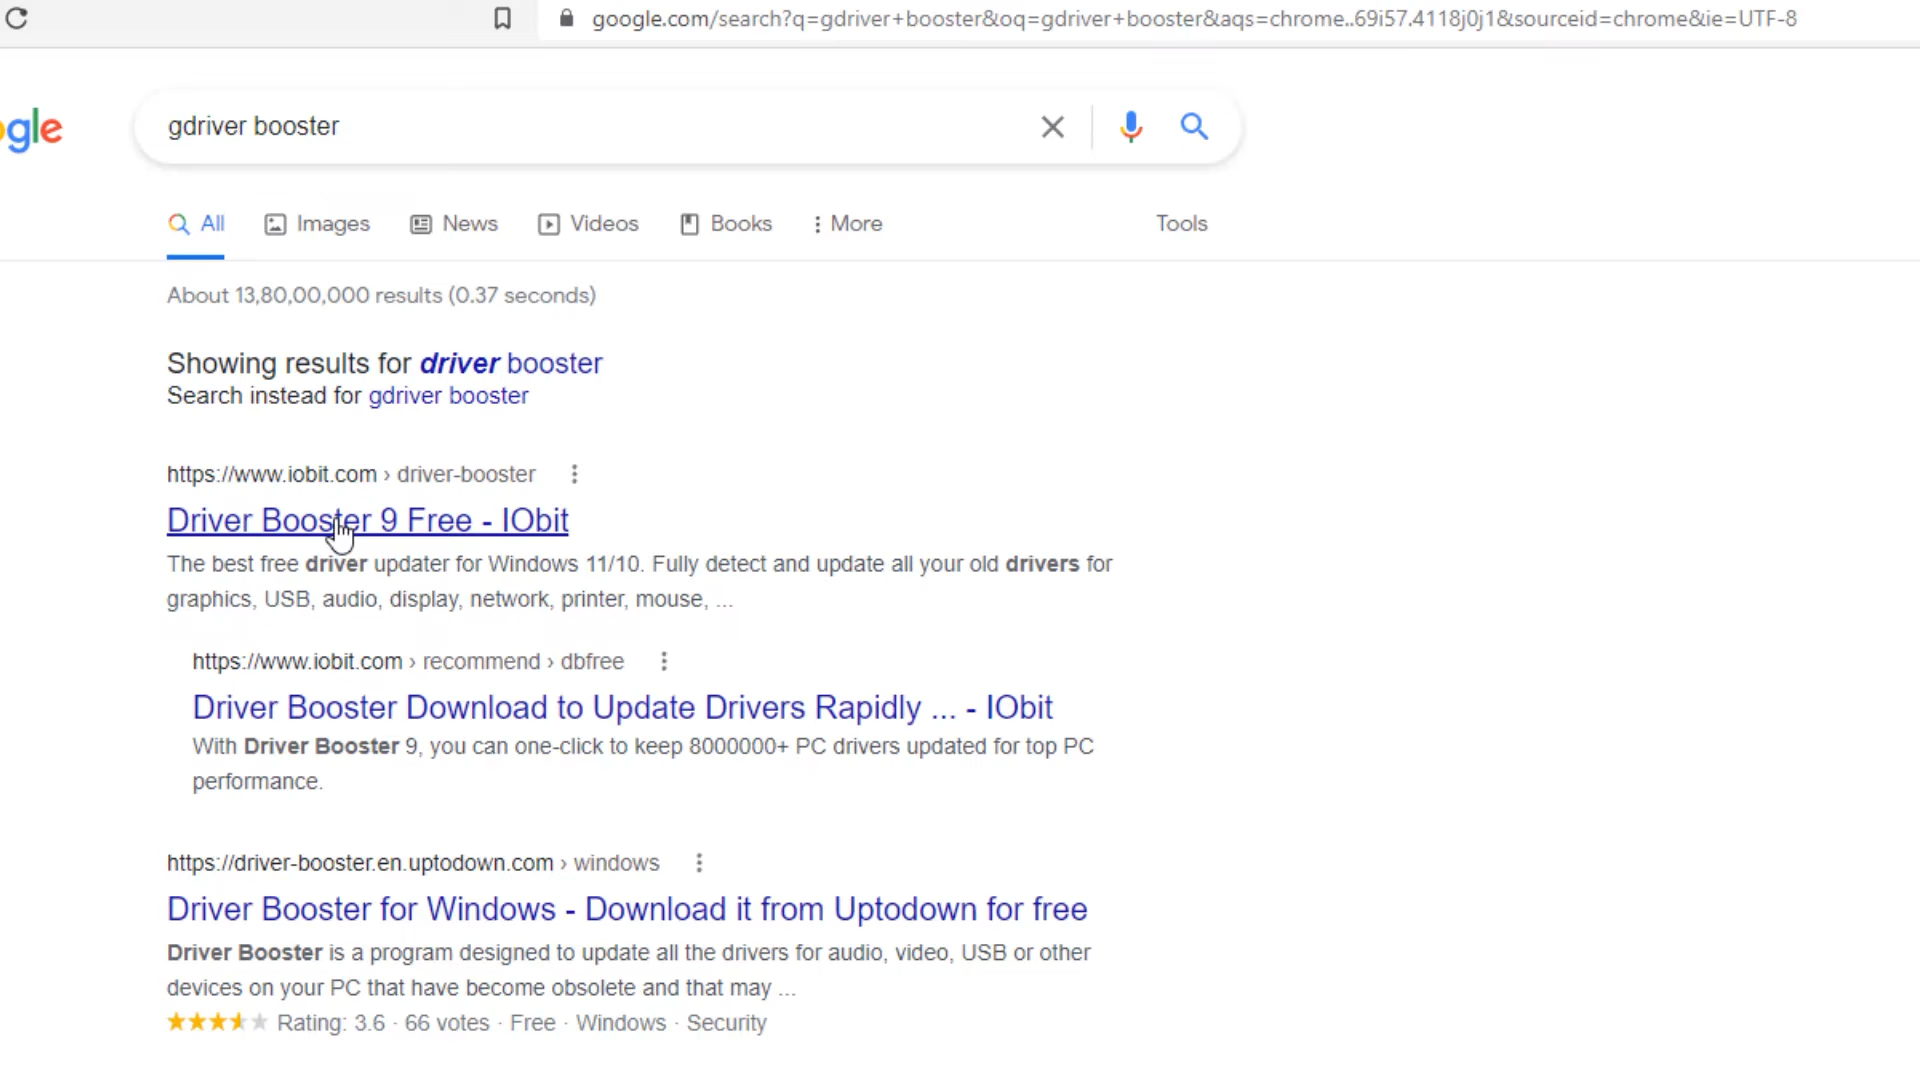 google.com/search?q=gdriver+booster&oq=gdriver+booster&aqs=chrome..69i57.4118j0j1&sourceid=chrome&ie=UTF-8
ogle
gdriver booster
All Images News Videos Books More Tools
About 13,80,00,000 results (0.37 seconds)
Showing results for driver booster
Search instead for gdriver booster
https://www.iobit.com › driver-booster
Driver Booster 9 Free - IObit
The best free driver updater for Windows 11/10. Fully detect and update all your old drivers for
graphics, USB, audio, display, network, printer, mouse, ...
https://www.iobit.com › recommend › dbfree
Driver Booster Download to Update Drivers Rapidly ... - IObit
With Driver Booster 9, you can one-click to keep 8000000+ PC drivers updated for top PC
performance.
https://driver-booster.en.uptodown.com › windows
Driver Booster for Windows - Download it from Uptodown for free
Driver Booster is a program designed to update all the drivers for audio, video, USB or other
devices on your PC that have become obsolete and that may ...
Rating: 3.6 · 66 votes · Free · Windows · Security